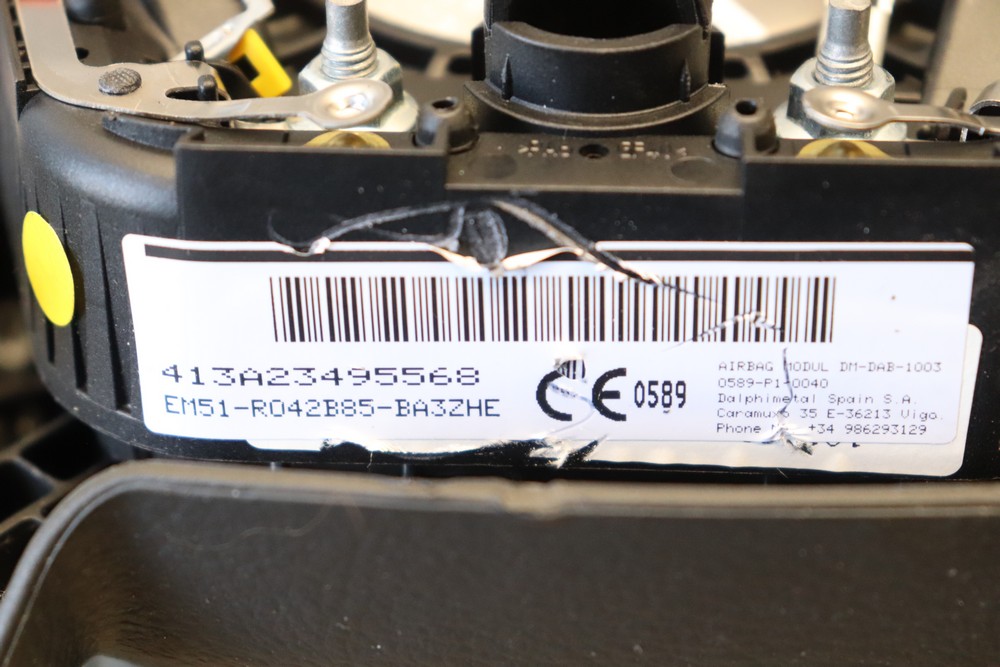 413A23495568
EM51-R042B85-BA3ZHE
CE 0589
AIRBAG MODUL DM-DAB-1003
0589-P1-0040
Dalphimetal Spain S.A.
Caramuxo 35 E-36213 Vigo.
Phone +34 986293129